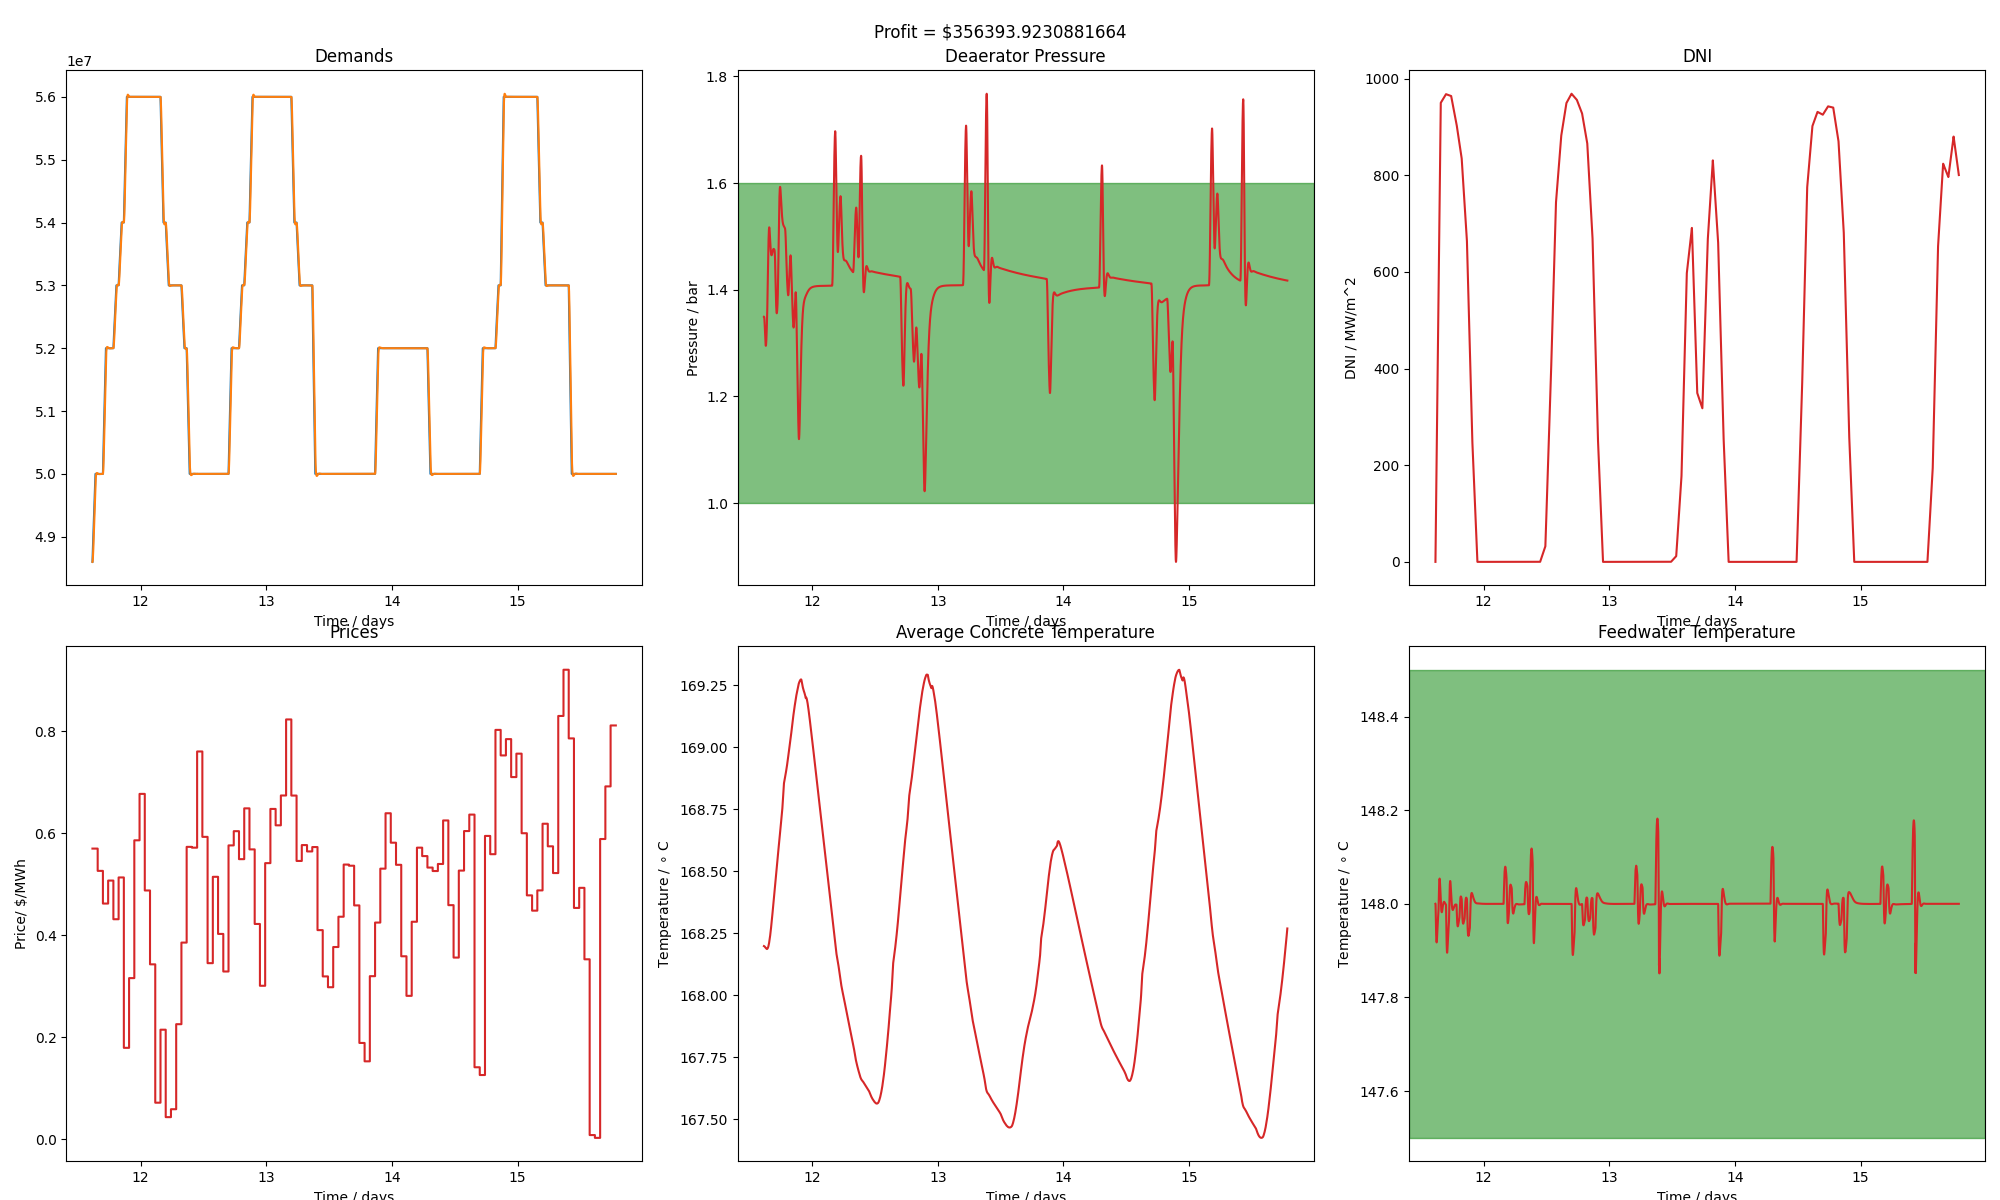 Profit = $356393.9230881664
Demands
1e7
5.6
5.5
5.4
5.3
5.2
5.1
5.0
4.9
12 13 14 15
Time / days
Deaerator Pressure
Pressure / bar
1.8
1.6
1.4
1.2
1.0
12 13 14 15
Time / days
DNI
DNI / MW/m^2
1000
800
600
400
200
0
12 13 14 15
Time / days
Prices
Price/ $/MWh
0.8
0.6
0.4
0.2
0.0
12 13 14 15
Time / days
Average Concrete Temperature
Temperature / ∘ C
169.25
169.00
168.75
168.50
168.25
168.00
167.75
167.50
12 13 14 15
Time / days
Feedwater Temperature
Temperature / ∘ C
148.4
148.2
148.0
147.8
147.6
12 13 14 15
Time / days